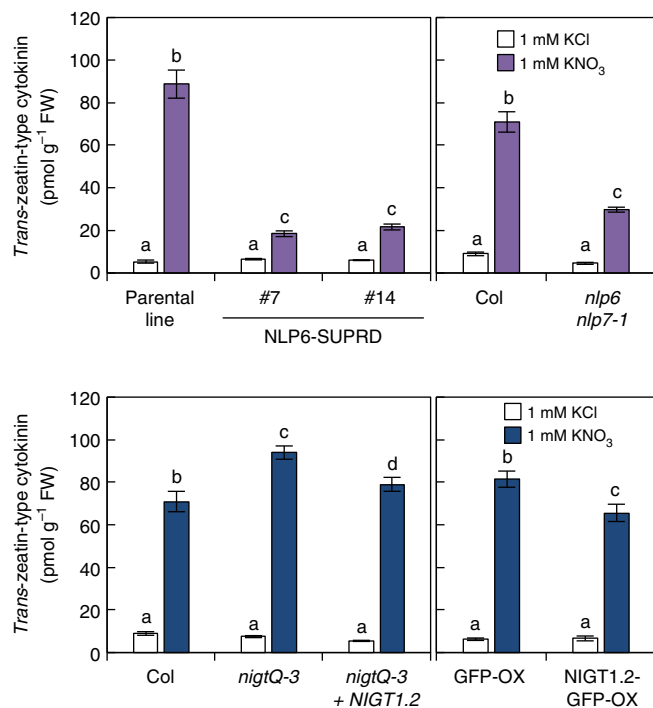 Trans-zeatin-type cytokinin
(pmol g⁻¹ FW)
120
100
80
60
40
20
0
a
b
a
c
a
c
Parental
line
#7
#14
NLP6-SUPRD
1 mM KCl
1 mM KNO₃
a
b
a
c
Col
nlp6
nlp7-1
Trans-zeatin-type cytokinin
(pmol g⁻¹ FW)
120
100
80
60
40
20
0
a
b
a
c
a
d
Col
nigtQ-3
nigtQ-3
+ NIGT1.2
1 mM KCl
1 mM KNO₃
a
b
a
c
GFP-OX
NIGT1.2-
GFP-OX